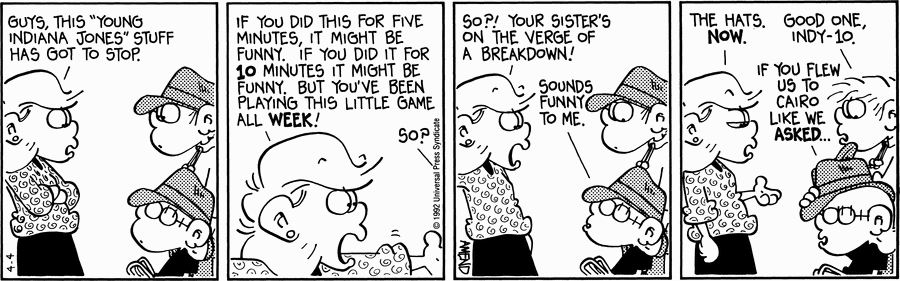 GUYS, THIS "YOUNG
INDIANA JONES" STUFF
HAS GOT TO STOP.
4-4
IF YOU DID THIS FOR FIVE
MINUTES, IT MIGHT BE
FUNNY. IF YOU DID IT FOR
10 MINUTES IT MIGHT BE
FUNNY. BUT YOU'VE BEEN
PLAYING THIS LITTLE GAME
ALL WEEK!
SO?
© 1992 Universal Press Syndicate
SO?! YOUR SISTER'S
ON THE VERGE OF
A BREAKDOWN!
SOUNDS
FUNNY
TO ME.
AMEND
THE HATS.
NOW.
GOOD ONE,
INDY-10.
IF YOU FLEW
US TO
CAIRO
LIKE WE
ASKED...